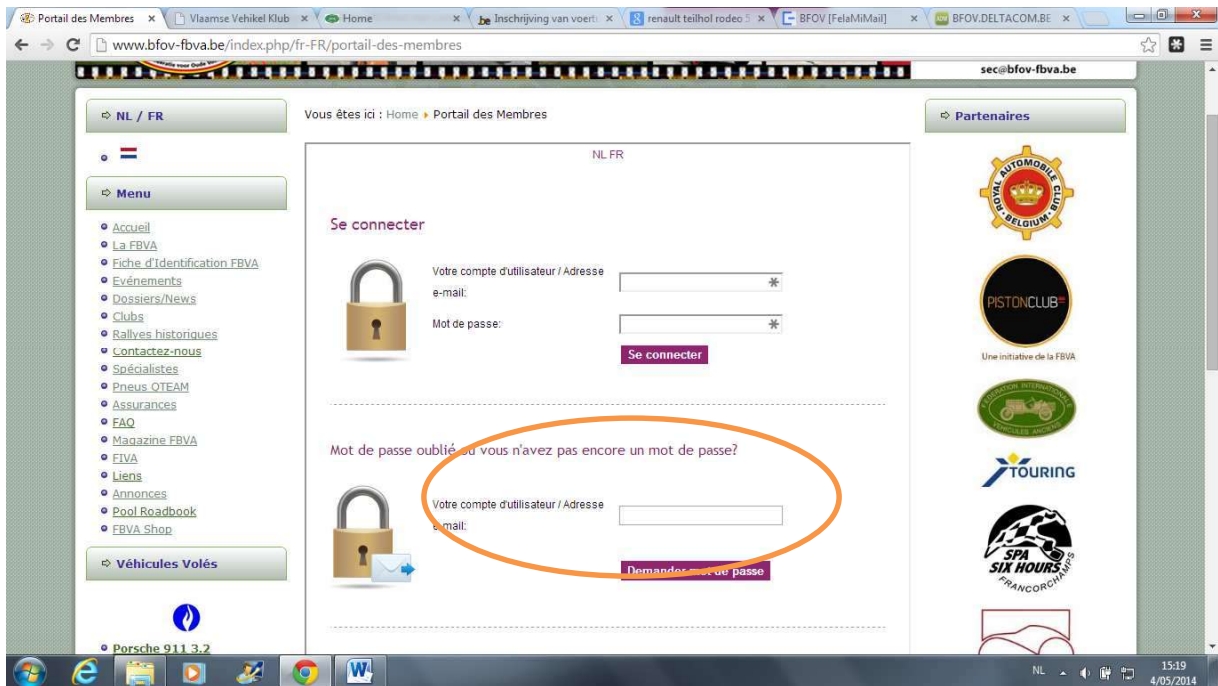 Portail des Membres
Vlaamse Vehikel Klub
Home
Inschrijving van voert
renault teilhol rodeo 5
BFOV [FelaMiMail]
BFOV.DELTACOM.BE
www.bfov-fbva.be/index.php/fr-FR/portail-des-membres
sec@bfov-fbva.be
NL / FR
Menu
Accueil
La FBVA
Fiche d'Identification FBVA
Evénements
Dossiers/News
Clubs
Rallyes historiques
Contactez-nous
Spécialistes
Pneus QTEAM
Assurances
FAQ
Magazine FBVA
FIVA
Liens
Annonces
Pool Roadbook
FBVA Shop
Véhicules Volés
Porsche 911 3.2
Vous êtes ici : Home Portail des Membres
NL FR
Se connecter
Votre compte d'utilisateur / Adresse
e-mail:
Mot de passe:
Se connecter
Mot de passe oublié ou vous n'avez pas encore un mot de passe?
Votre compte d'utilisateur / Adresse
e-mail:
Demander mot de passe
Partenaires
ROYAL AUTOMOBILE CLUB
BELGIUM
PISTONCLUB
Une initiative de la FBVA
FEDERATION INTERNATIONALE
VEHICULES ANCIENS
TOURING
SPA
SIX HOURS
FRANCORCHAMPS
NL
15:19
4/05/2014